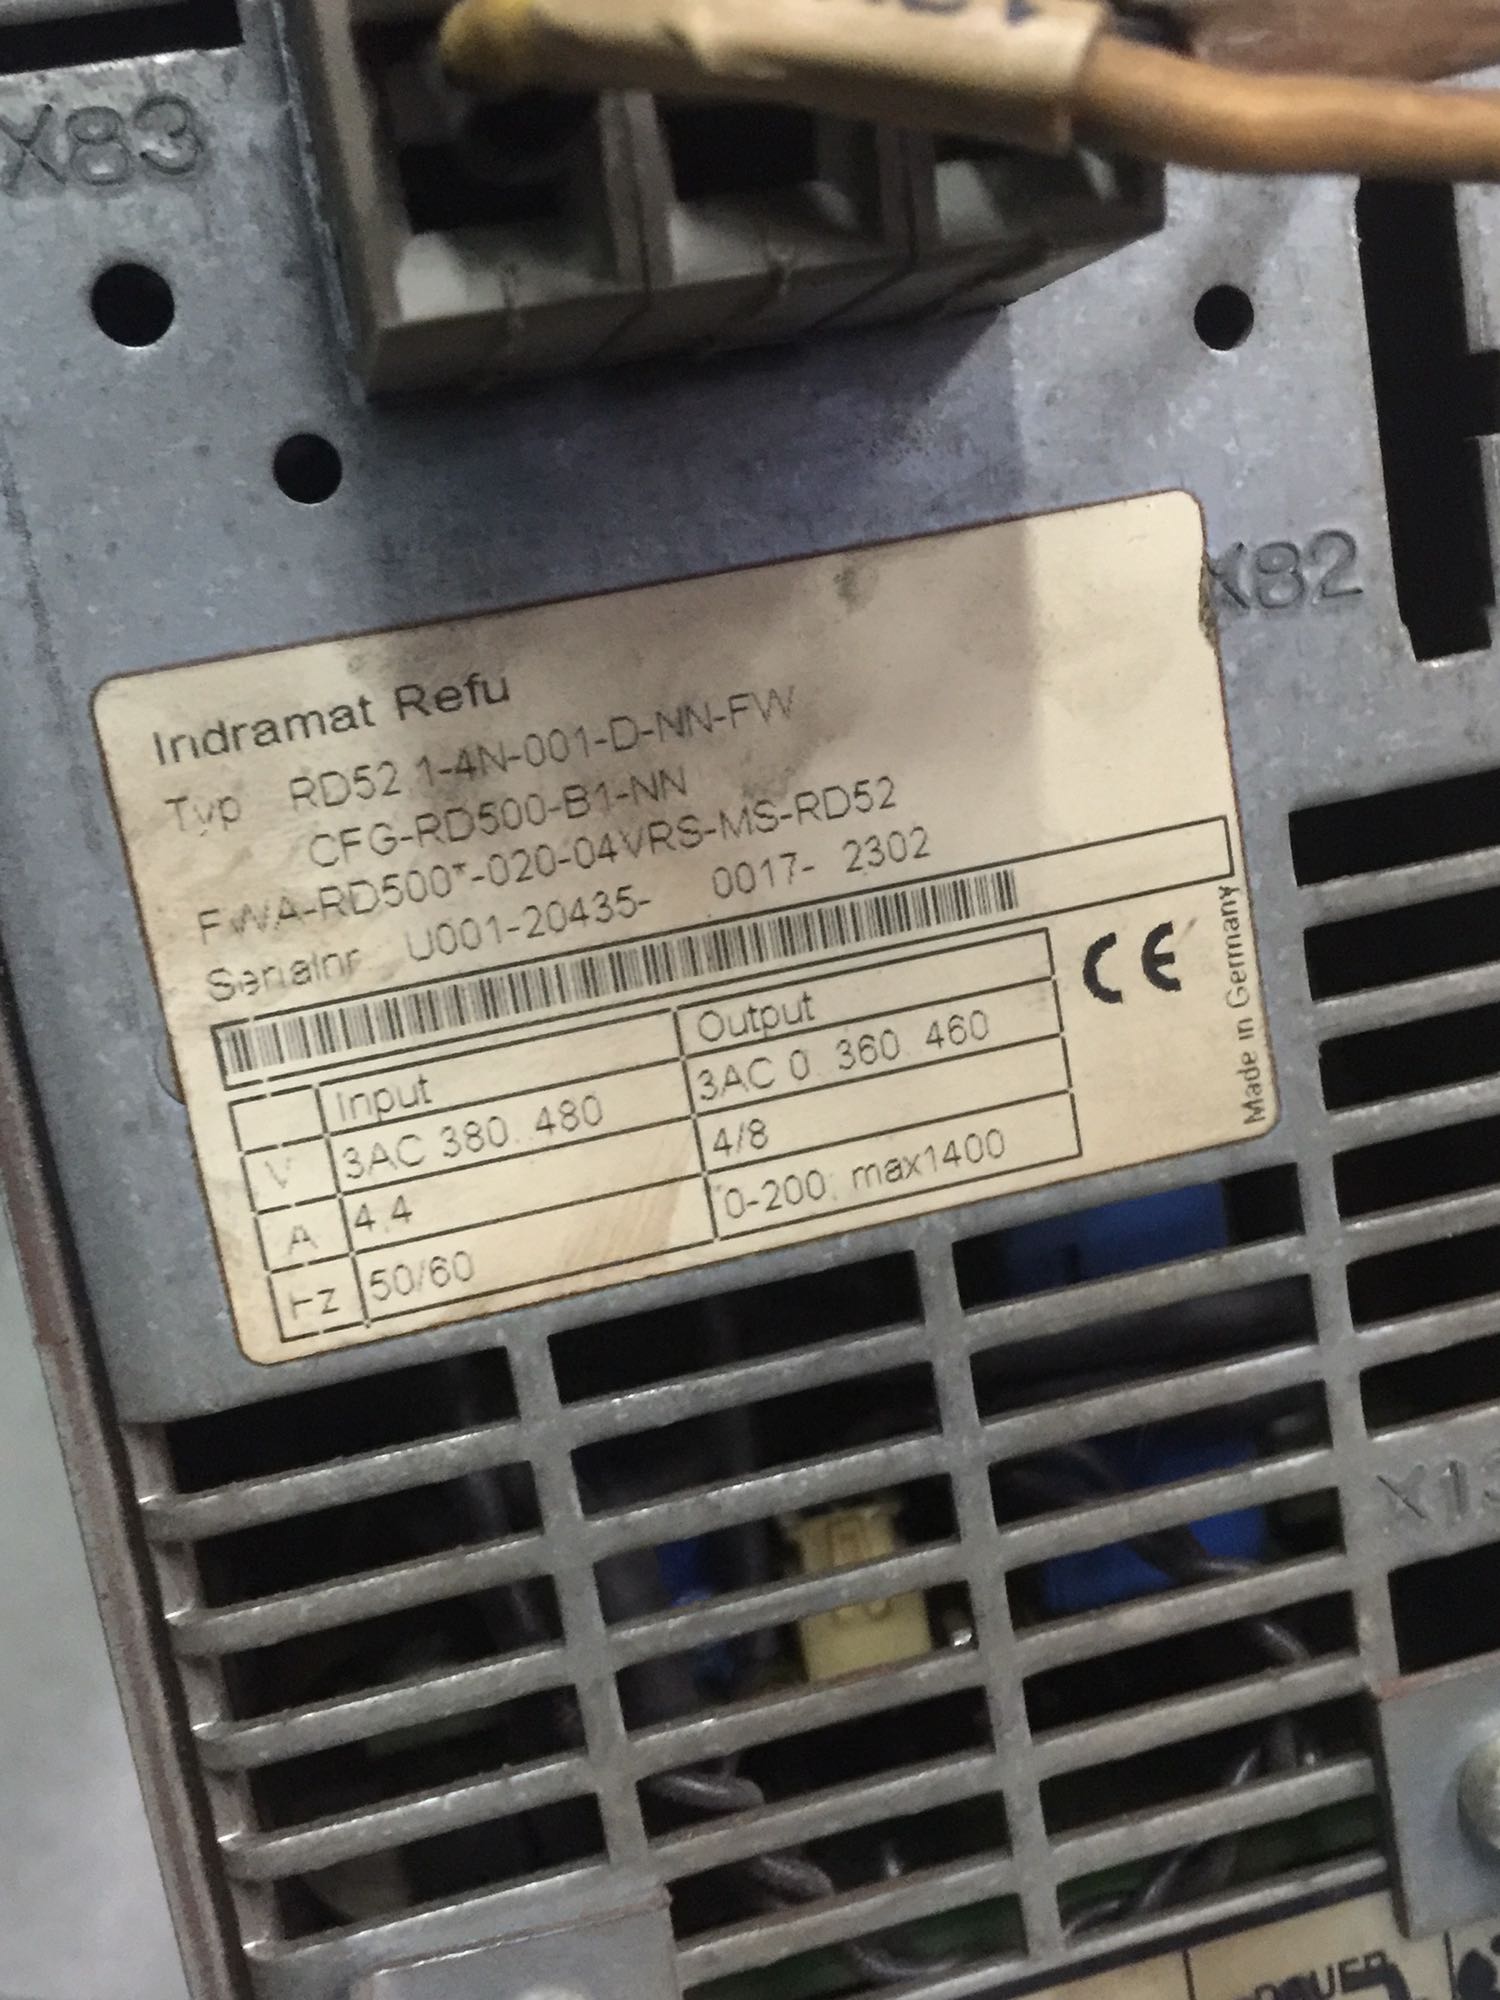 X83
X82
Indramat Refu
Typ RD52 1-4N-001-D-NN-FW
CFG-RD500-B1-NN
FWA-RD500*-020-04VRS-MS-RD52
Serialnr U001-20435- 0017- 2302
Input Output
V 3AC 380..480 3AC 0..360..460
A 4,4 4/8
Hz 50/60 0-200; max1400
CE
Made in Germany